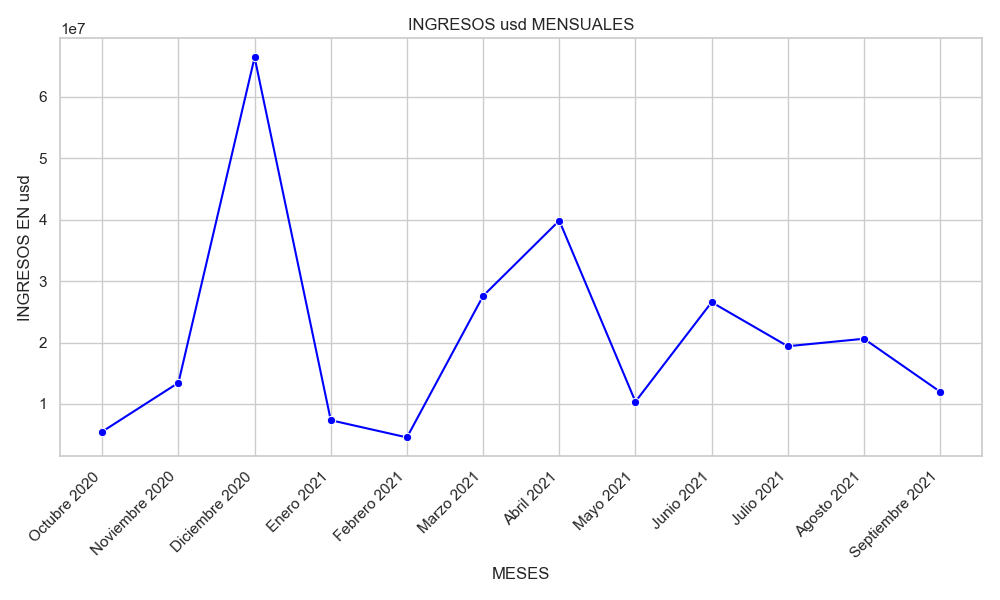 INGRESOS usd MENSUALES
1e7
6
5
4
3
2
1
INGRESOS EN usd
Octubre 2020
Noviembre 2020
Diciembre 2020
Enero 2021
Febrero 2021
Marzo 2021
Abril 2021
Mayo 2021
Junio 2021
Julio 2021
Agosto 2021
Septiembre 2021
MESES